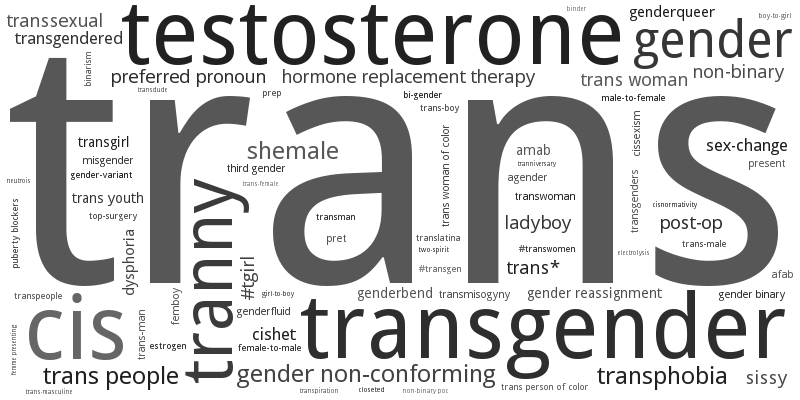 transsexual
testosterone
binder
genderqueer
boy-to-girl
transgendered
gender
binarism
preferred pronoun
hormone replacement therapy
trans woman
non-binary
transdude
prep
bi-gender
male-to-female
trans
trans-boy
cissexism
transgirl
shemale
trans woman of color
amab
sex-change
misgender
third gender
tranniversary
present
gender-variant
neutrois
trans-female
agender
transgenders
trans youth
transwoman
cisnormativity
puberty blockers
top-surgery
transman
ladyboy
post-op
dysphoria
tranny
pret
translatina
two-spirit
#transwomen
trans-male
electrolysis
#tgirl
#transgen
trans*
afab
transpeople
femboy
girl-to-boy
genderbend
transmisogyny
gender reassignment
gender binary
cis
trans-man
genderfluid
transgender
femme presenting
estrogen
cishet
female-to-male
trans people
gender non-conforming
transphobia
sissy
trans-masculine
transpiration
closeted
non-binary poc
trans person of color